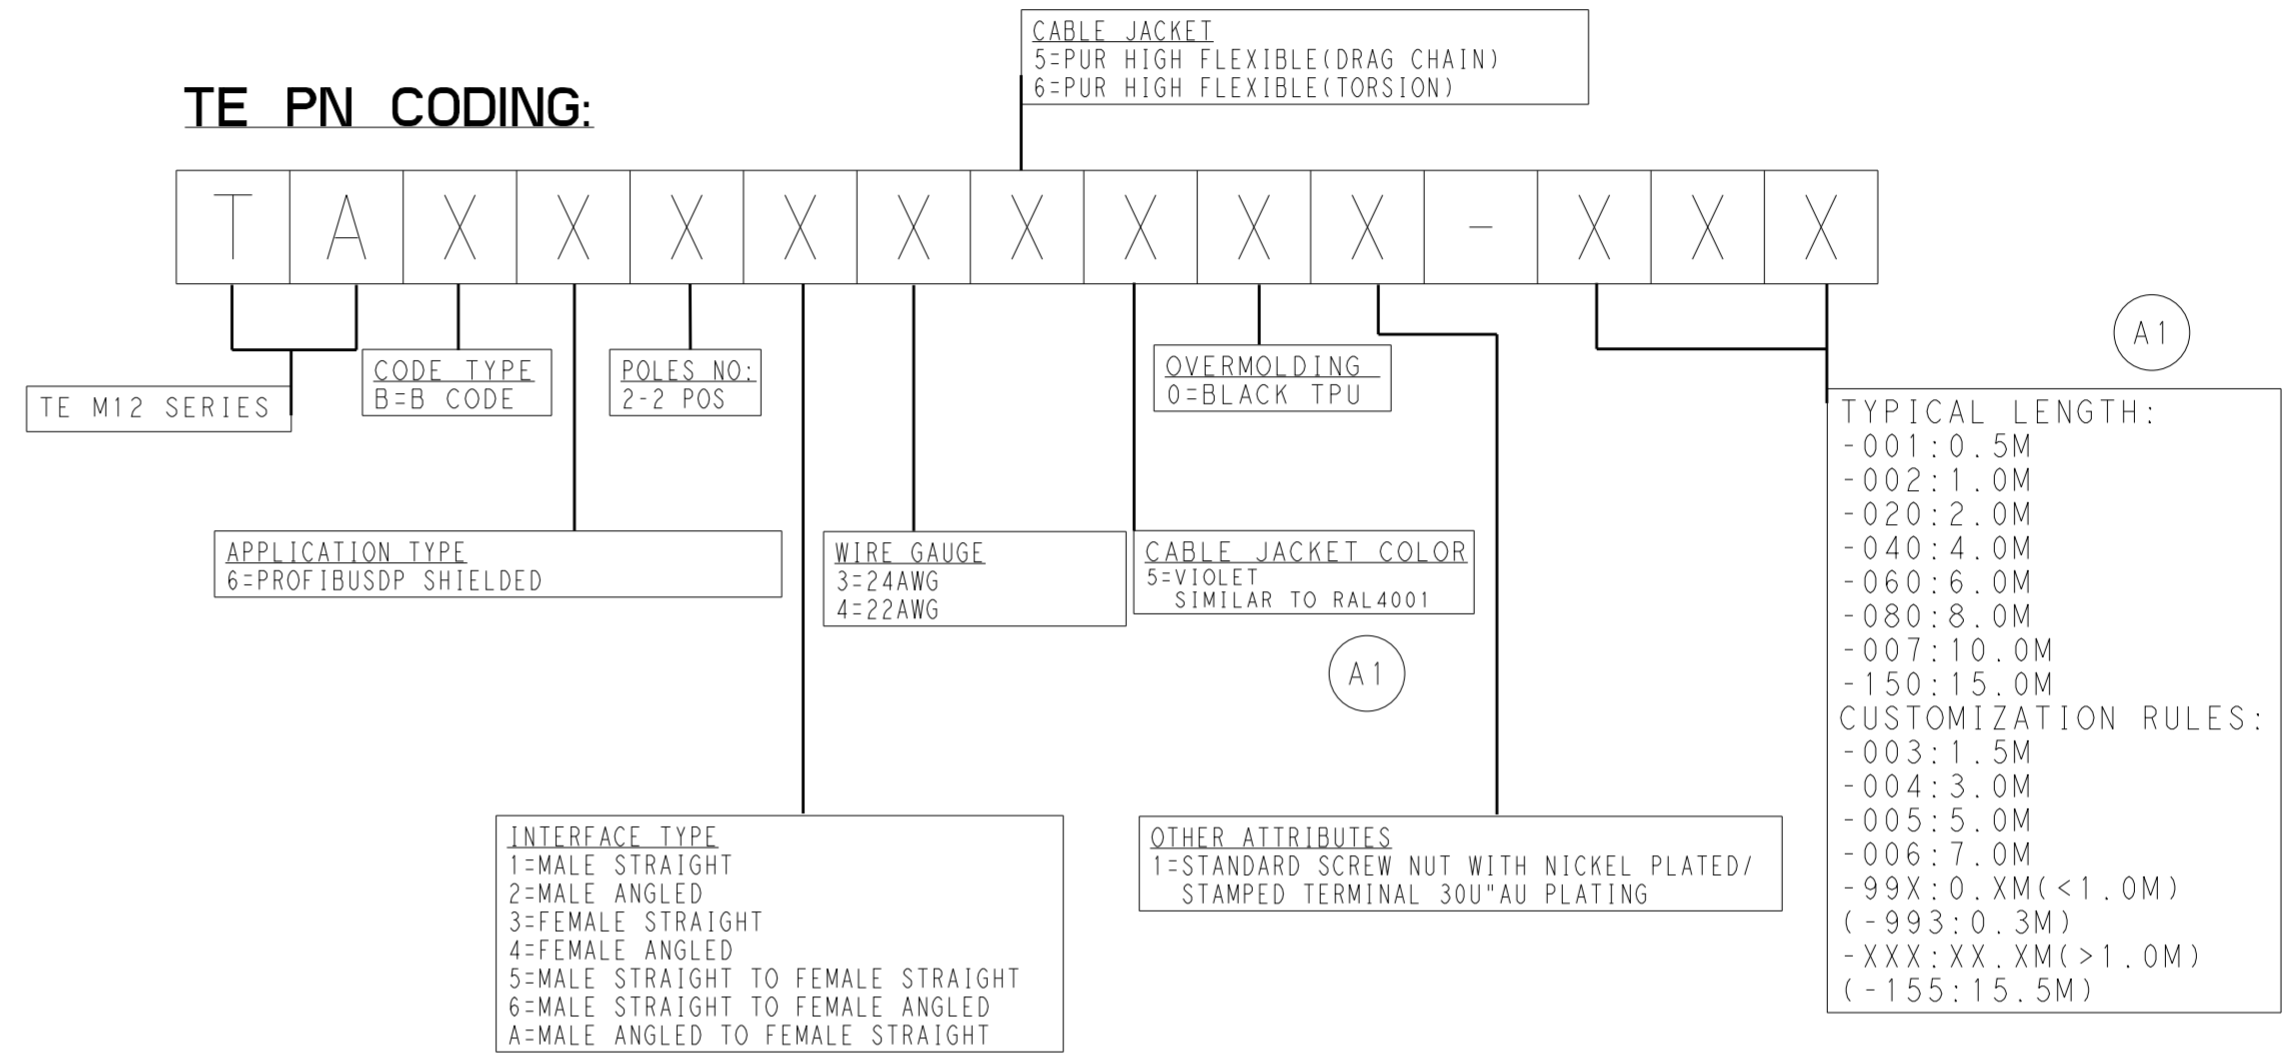 CABLE JACKET
5=PUR HIGH FLEXIBLE(DRAG CHAIN)
6=PUR HIGH FLEXIBLE(TORSION)
TE PN CODING:
T A X X X X X X X X X - X X X
A1
TE M12 SERIES
CODE TYPE
B=B CODE
POLES NO:
2-2 POS
OVERMOLDING
0=BLACK TPU
APPLICATION TYPE
6=PROFIBUSDP SHIELDED
WIRE GAUGE
3=24AWG
4=22AWG
CABLE JACKET COLOR
5=VIOLET
SIMILAR TO RAL4001
A1
INTERFACE TYPE
1=MALE STRAIGHT
2=MALE ANGLED
3=FEMALE STRAIGHT
4=FEMALE ANGLED
5=MALE STRAIGHT TO FEMALE STRAIGHT
6=MALE STRAIGHT TO FEMALE ANGLED
A=MALE ANGLED TO FEMALE STRAIGHT
OTHER ATTRIBUTES
1=STANDARD SCREW NUT WITH NICKEL PLATED/
STAMPED TERMINAL 30U"AU PLATING
TYPICAL LENGTH:
-001:0.5M
-002:1.0M
-020:2.0M
-040:4.0M
-060:6.0M
-080:8.0M
-007:10.0M
-150:15.0M
CUSTOMIZATION RULES:
-003:1.5M
-004:3.0M
-005:5.0M
-006:7.0M
-99X:0.XM(<1.0M)
(-993:0.3M)
-XXX:XX.XM(>1.0M)
(-155:15.5M)